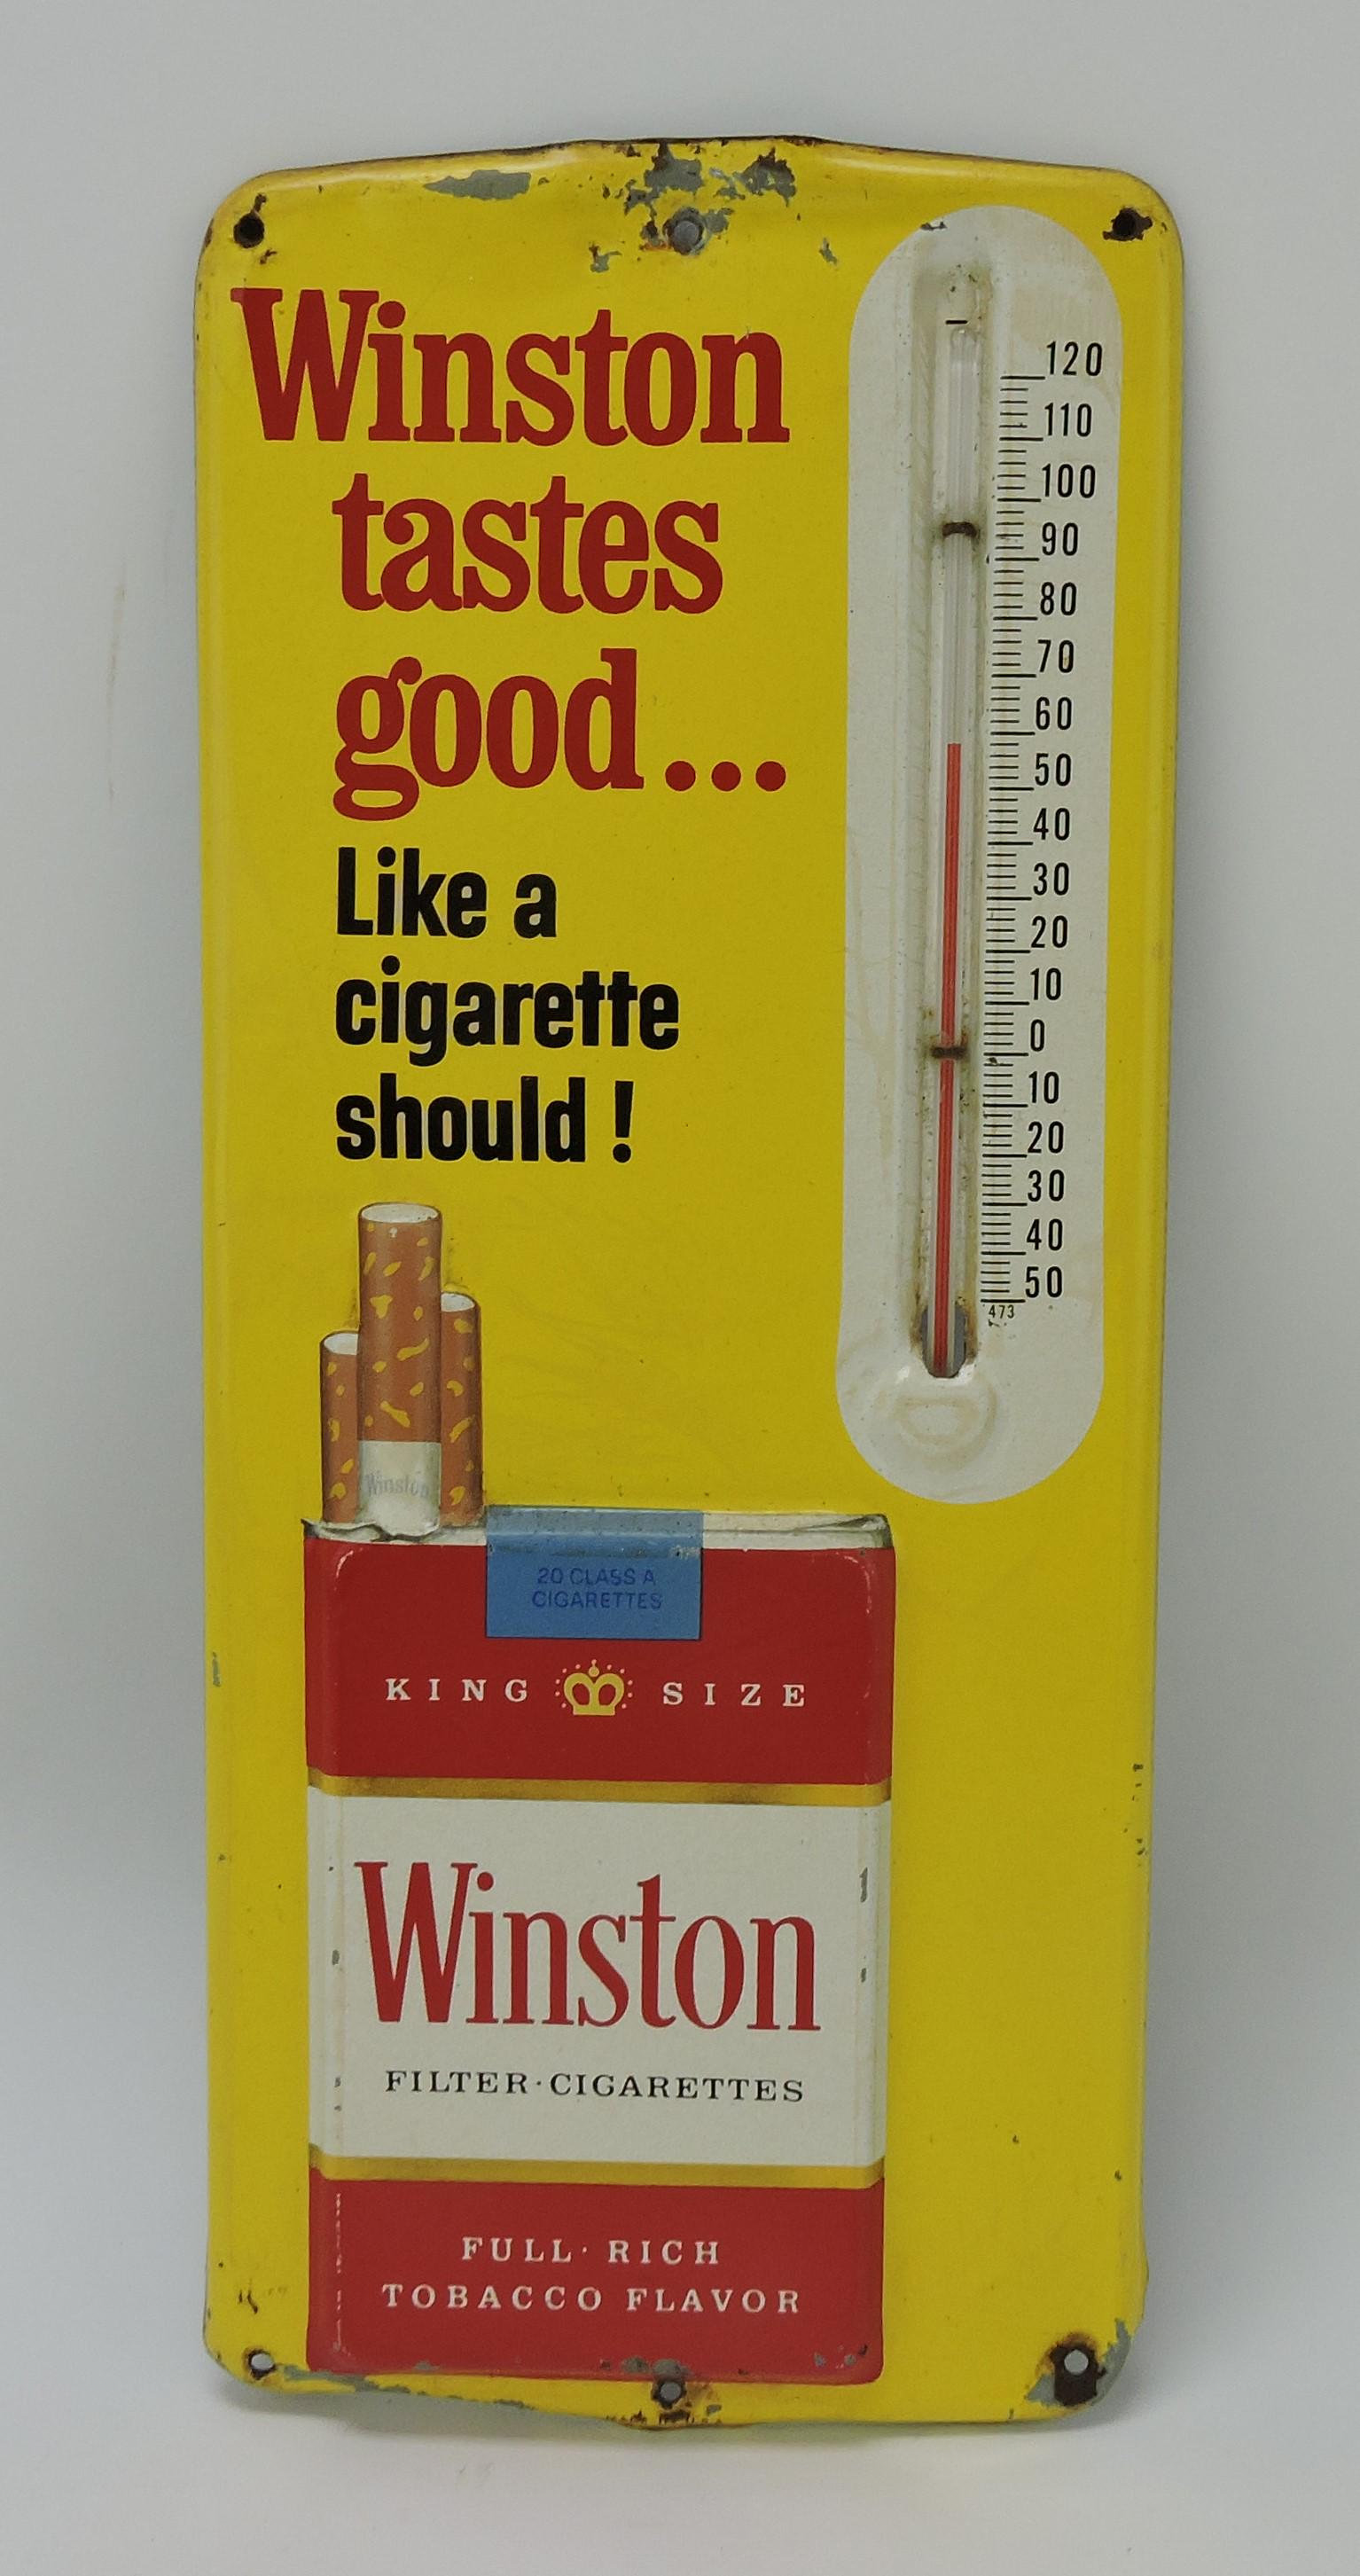 Winston
tastes
good...
Like a
cigarette
should!
120
110
100
90
80
70
60
50
40
30
20
10
0
10
20
30
40
50
473
Winston
20 CLASS A
CIGARETTES
KING SIZE
Winston
FILTER·CIGARETTES
FULL·RICH
TOBACCO FLAVOR